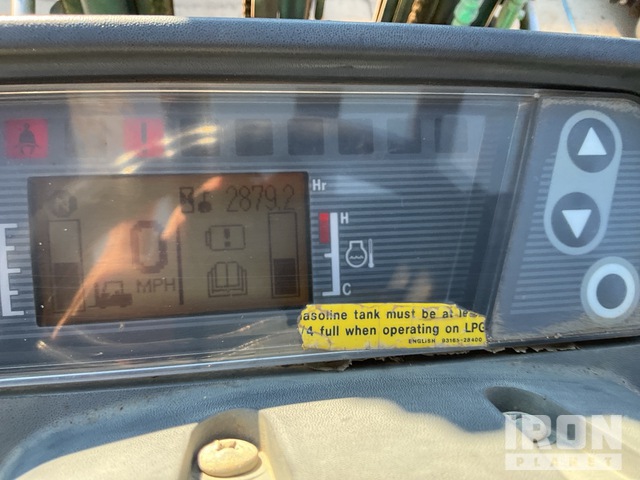 2879.2 Hr
N
0
MPH
H
C
asoline tank must be at le
/4 full when operating on LPG
ENGLISH 93181-28400
IRON
PLANET